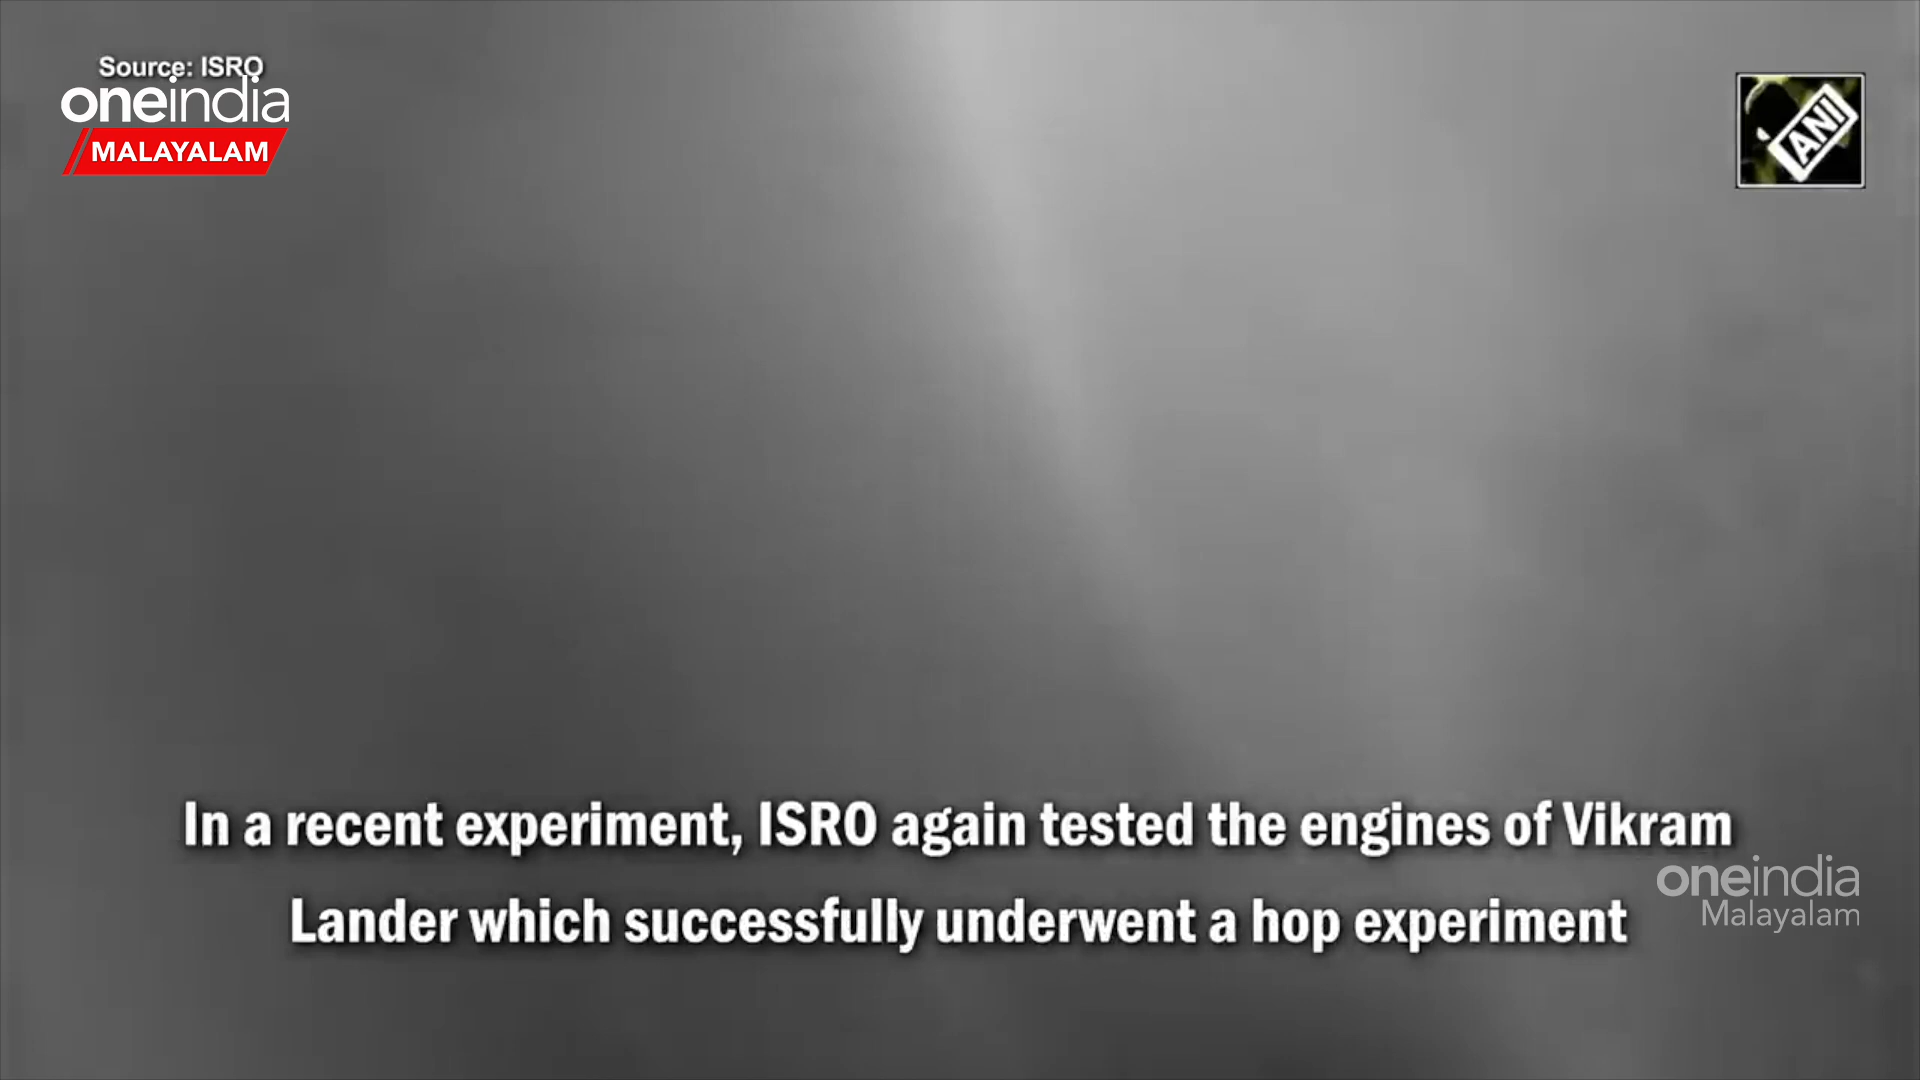 Source: ISRO
oneindia
MALAYALAM
ANI
In a recent experiment, ISRO again tested the engines of Vikram
Lander which successfully underwent a hop experiment
oneindia
Malayalam